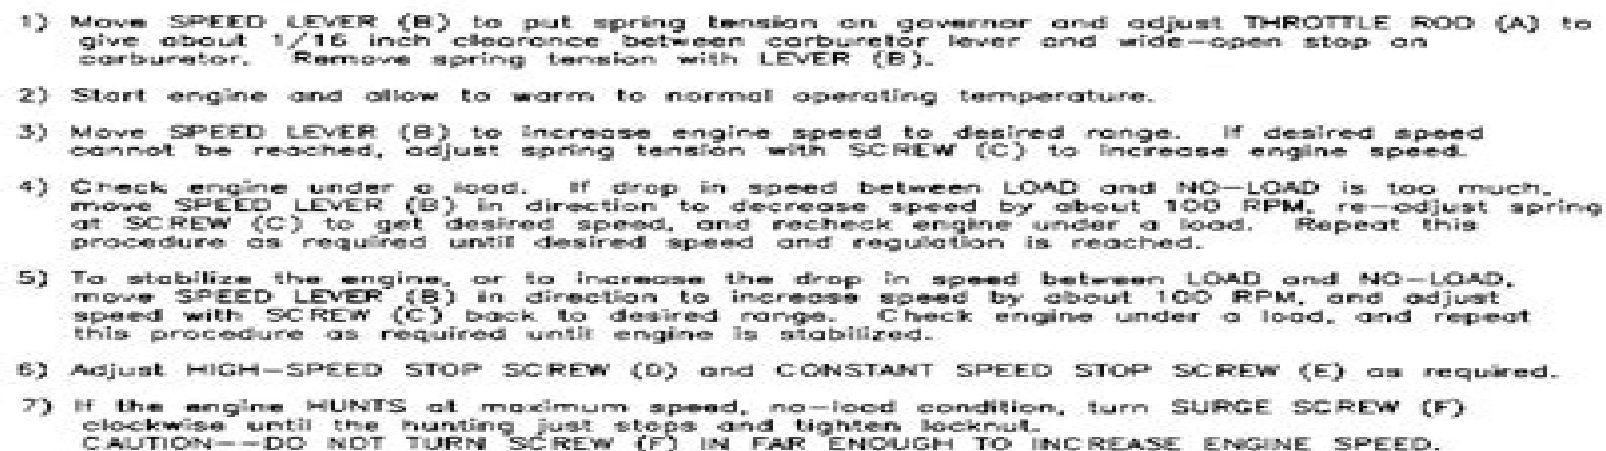 1) Move SPEED LEVER (B) to put spring tension on governor and adjust THROTTLE ROD (A) to
give about 1/16 inch clearance between carburetor lever and wide-open stop on
carburetor. Remove spring tension with LEVER (B).
2) Start engine and allow to warm to normal operating temperature.
3) Move SPEED LEVER (B) to increase engine speed to desired range. If desired speed
cannot be reached, adjust spring tension with SCREW (C) to increase engine speed.
4) Check engine under a load. If drop in speed between LOAD and NO-LOAD is too much,
move SPEED LEVER (B) in direction to decrease speed by about 100 RPM, re-adjust spring
at SCREW (C) to get desired speed, and recheck engine under a load. Repeat this
procedure as required until desired speed and regulation is reached.
5) To stabilize the engine, or to increase the drop in speed between LOAD and NO-LOAD,
move SPEED LEVER (B) in direction to increase speed by about 100 RPM, and adjust
speed with SCREW (C) back to desired range. Check engine under a load, and repeat
this procedure as required until engine is stabilized.
6) Adjust HIGH-SPEED STOP SCREW (D) and CONSTANT SPEED STOP SCREW (E) as required.
7) If the engine HUNTS at maximum speed, no-load condition, turn SURGE SCREW (F)
clockwise until the hunting just stops and tighten locknut.
CAUTION--DO NOT TURN SCREW (F) IN FAR ENOUGH TO INCREASE ENGINE SPEED.